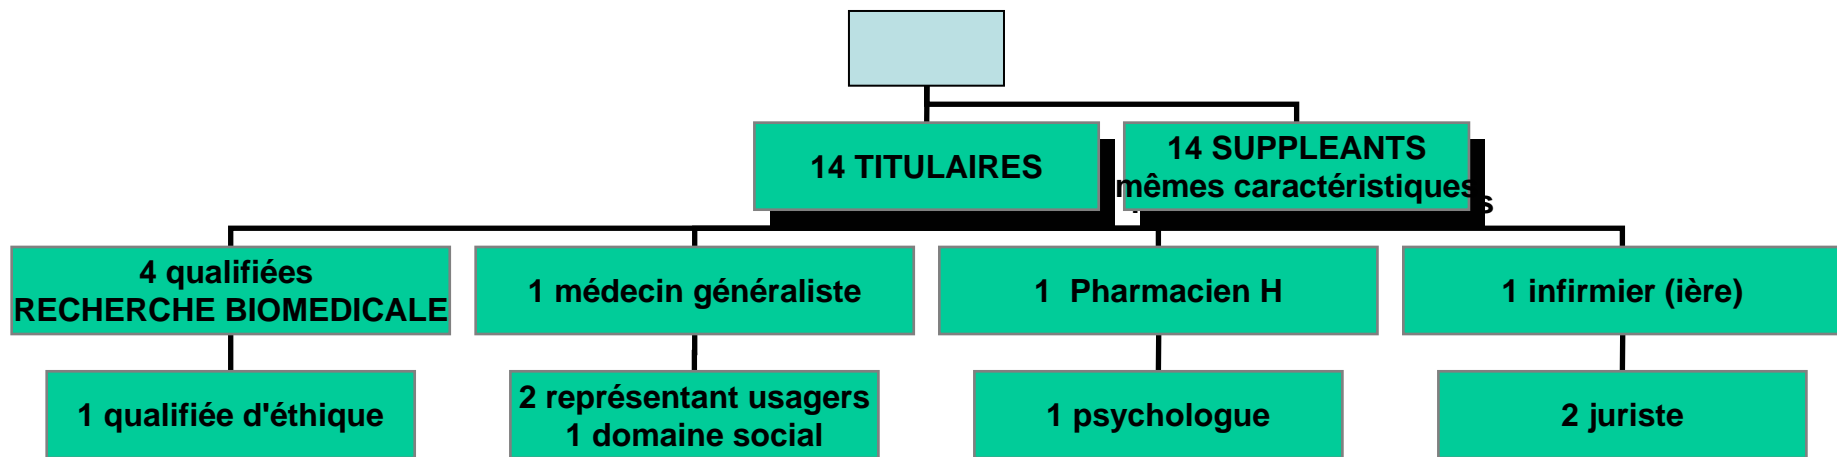 14 TITULAIRES
14 SUPPLEANTS
mêmes caractéristiques
4 qualifiées
RECHERCHE BIOMEDICALE
1 médecin généraliste
1 Pharmacien H
1 infirmier (ière)
1 qualifiée d'éthique
2 représentant usagers
1 domaine social
1 psychologue
2 juriste